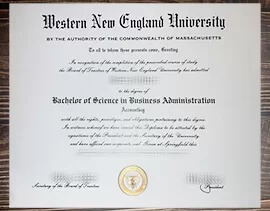 Western New England University
BY THE AUTHORITY OF THE COMMONWEALTH OF MASSACHUSETTS
To all to whom these presents come, Greeting
In recognition of the completion of the prescribed course of study
the Board of Trustees of Western New England University has admitted
to the degree of
Bachelor of Science in Business Administration
Accounting
with all the rights, privileges, and obligations pertaining to this degree.
In witness whereof we have caused this Diploma to be attested by the
signatures of the President and the Secretary of the University and
have affixed our corporate seal. Given at Springfield this
Secretary of the Board of Trustees
President